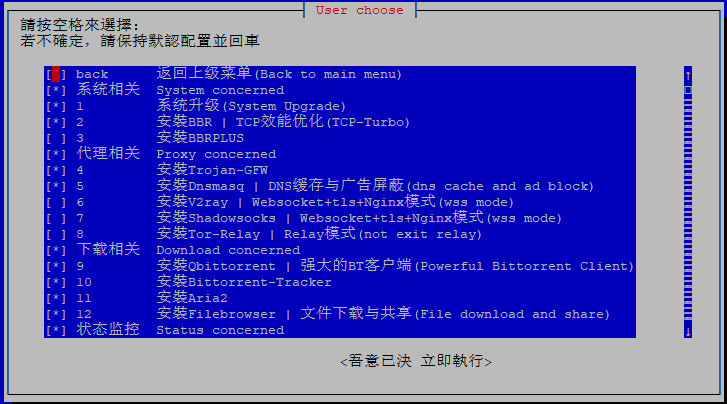 User choose
請按空格來選擇:
若不確定, 請保持默認配置並回車
[ ] back 返回上级菜单(Back to main menu)
[*] 系统相关 System concerned
[*] 1 系统升级(System Upgrade)
[*] 2 安裝BBR | TCP效能优化(TCP-Turbo)
[ ] 3 安裝BBRPLUS
[*] 代理相关 Proxy concerned
[*] 4 安裝Trojan-GFW
[*] 5 安裝Dnsmasq | DNS缓存与广告屏蔽(dns cache and ad block)
[ ] 6 安裝V2ray | Websocket+tls+Nginx模式(wss mode)
[ ] 7 安裝Shadowsocks | Websocket+tls+Nginx模式(wss mode)
[ ] 8 安裝Tor-Relay | Relay模式(not exit relay)
[*] 下载相关 Download concerned
[*] 9 安裝Qbittorrent | 强大的BT客户端(Powerful Bittorrent Client)
[*] 10 安裝Bittorrent-Tracker
[*] 11 安裝Aria2
[*] 12 安裝Filebrowser | 文件下载与共享(File download and share)
[*] 状态监控 Status concerned
<吾意已決 立即執行>